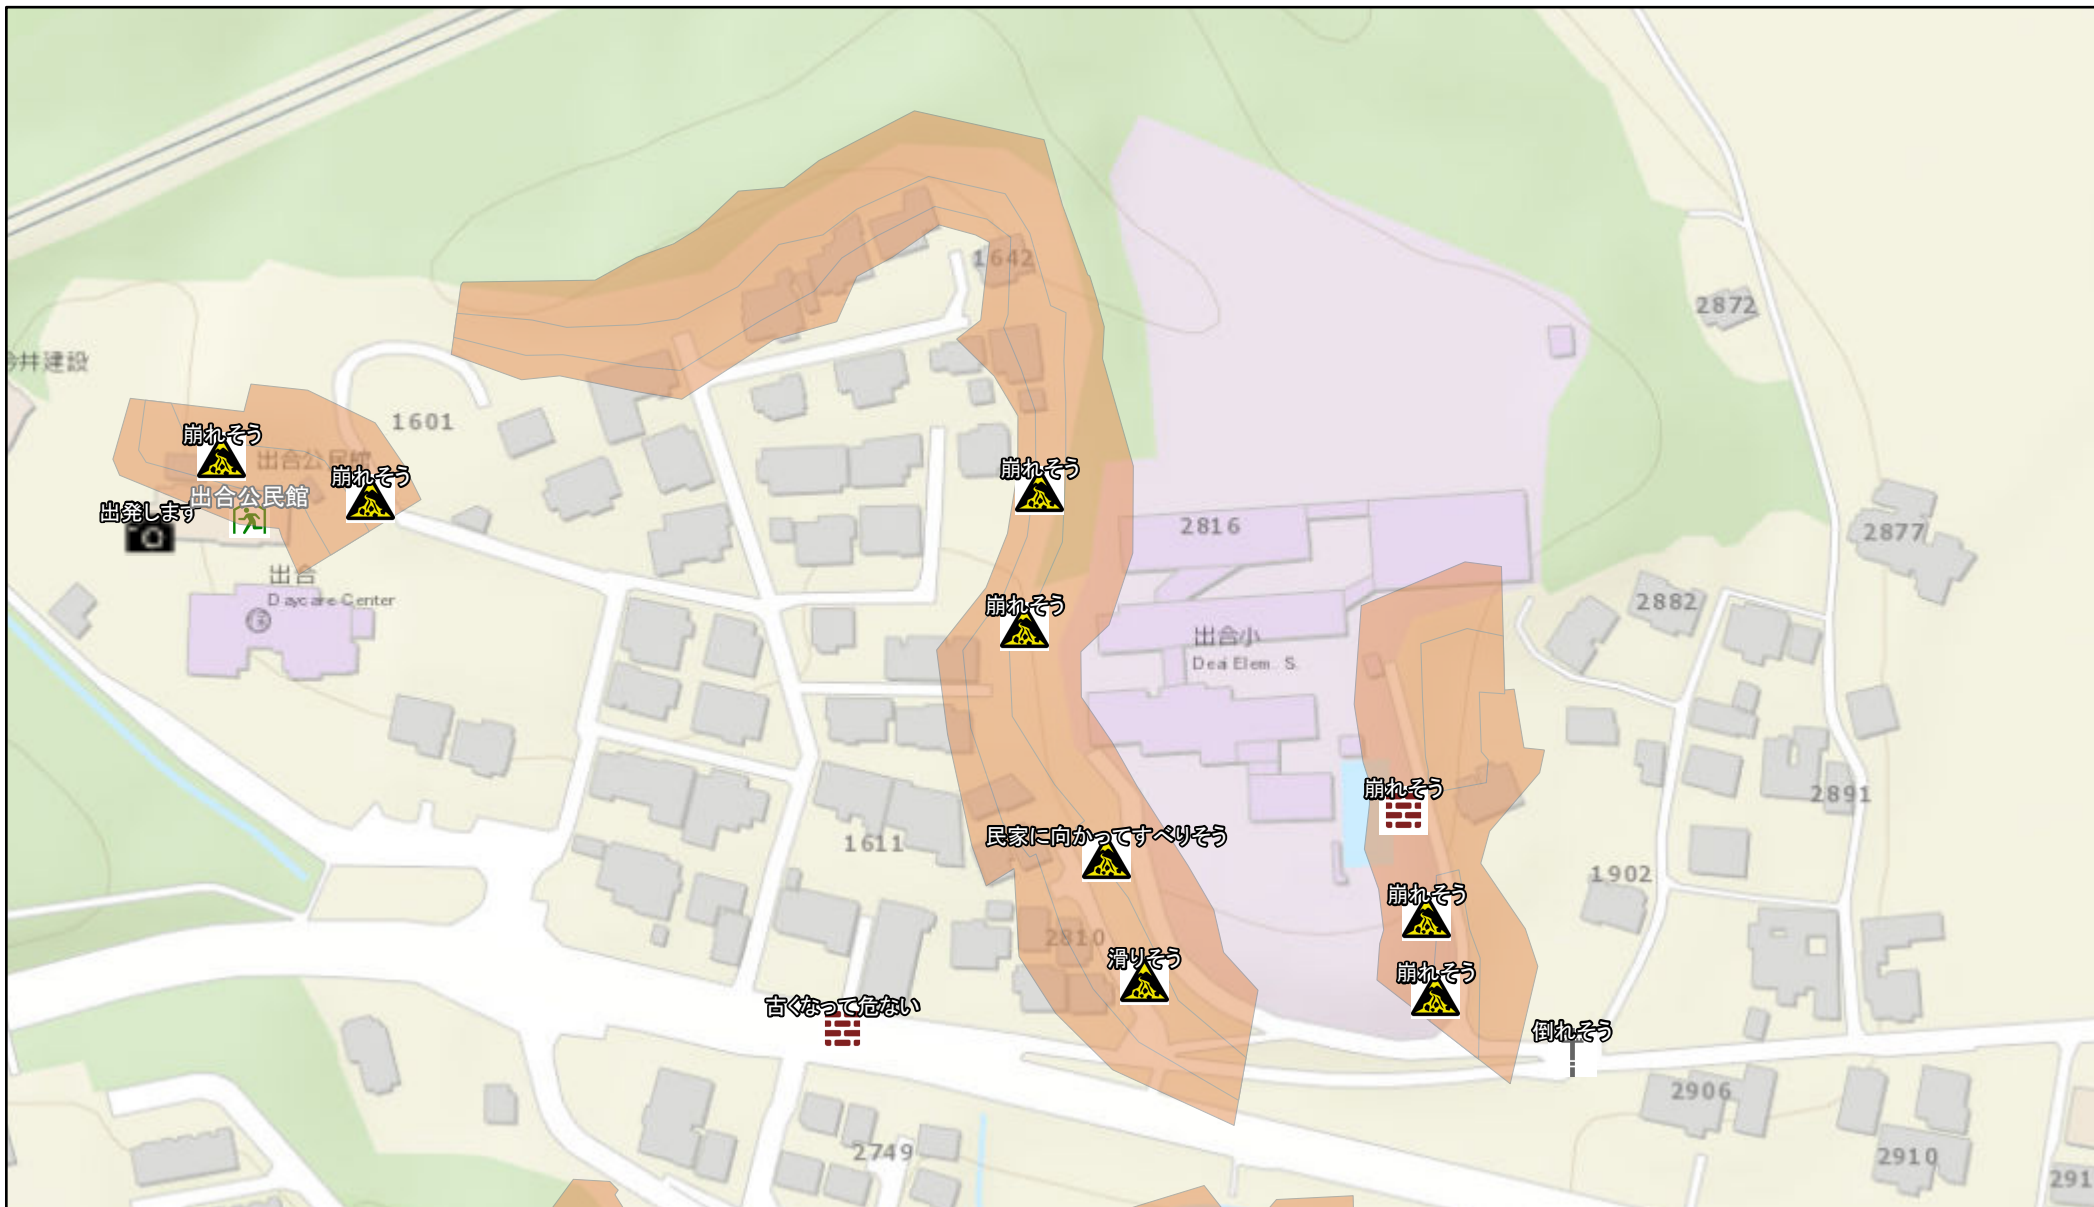 1642
2872
今井建設
1601
崩れそう
出合公民館
崩れそう
出合公民館
出発します
崩れそう
2816
2877
出合
Daycare Center
崩れそう
2882
出合小
Deai Elem. S.
崩れそう
2891
民家に向かってすべりそう
1611
1902
崩れそう
2810
滑りそう
崩れそう
古くなって危ない
倒れそう
2906
2749
2910
291